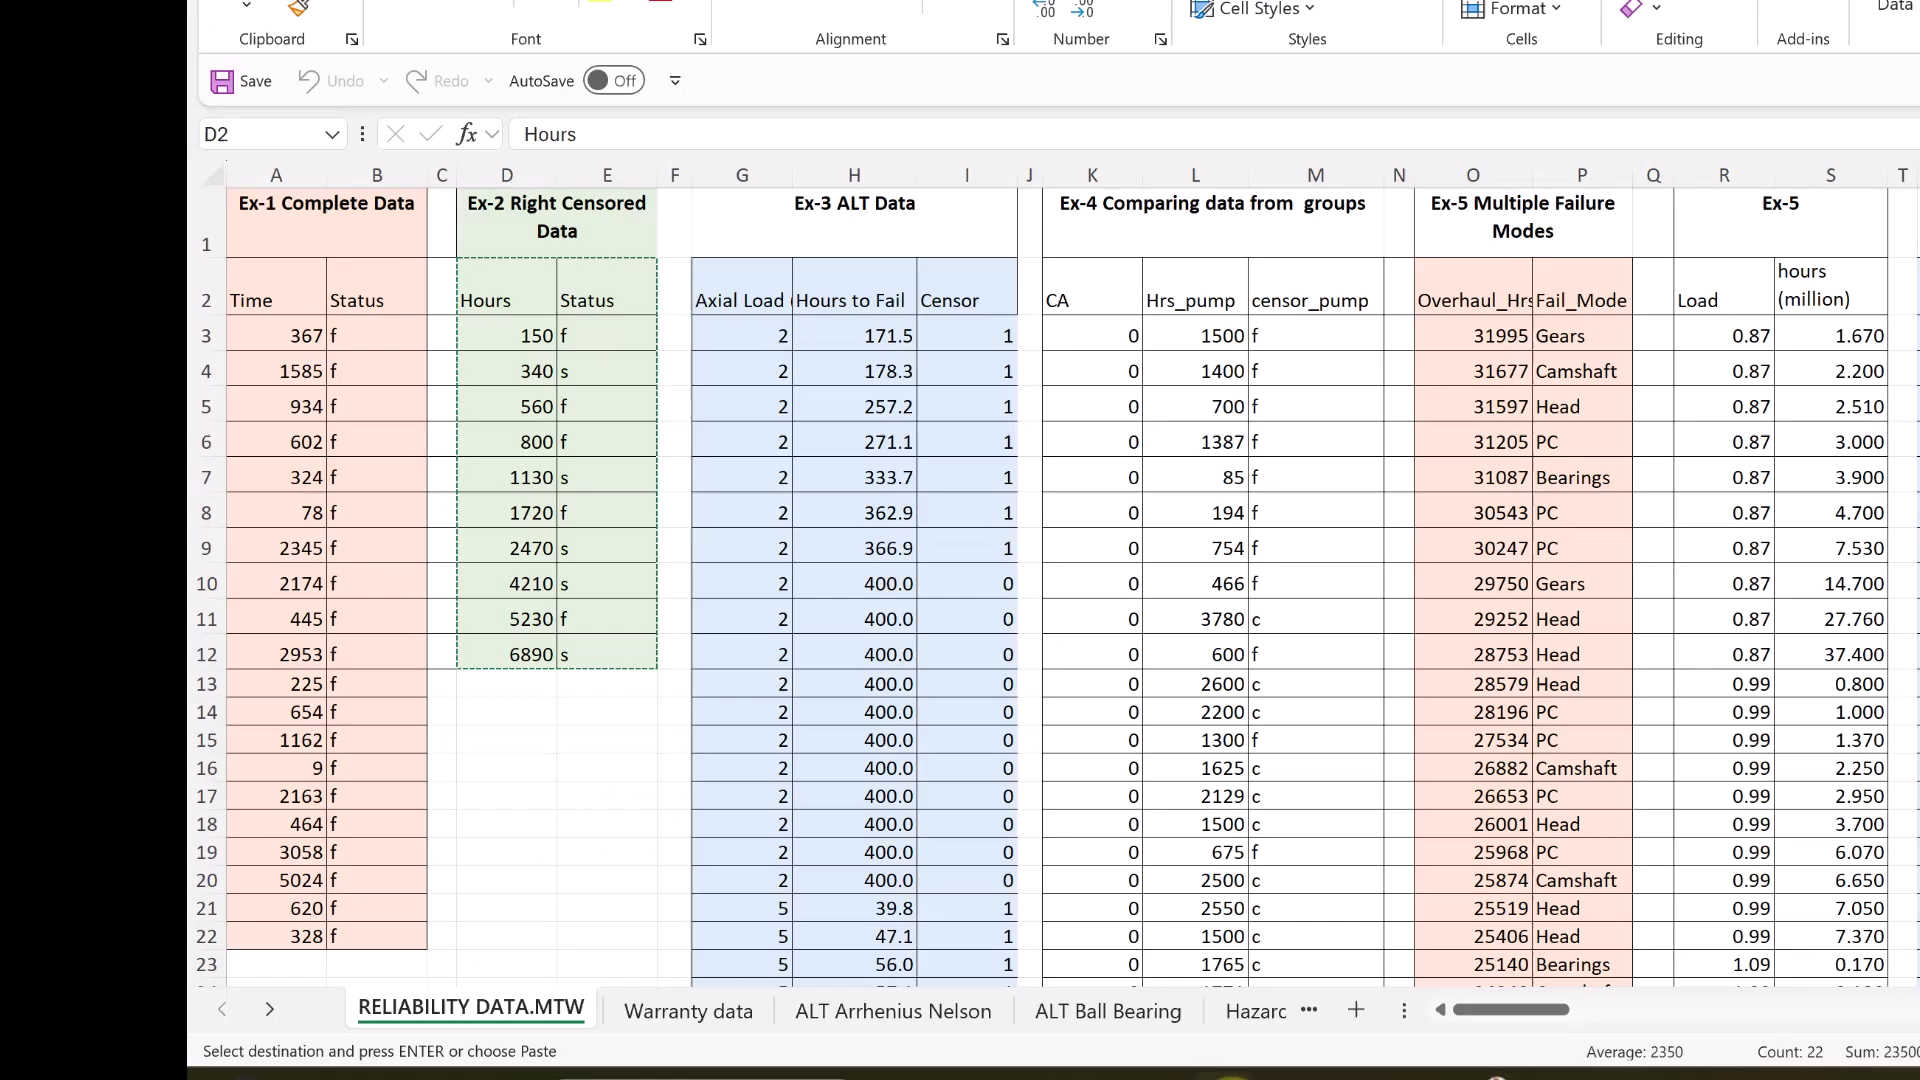 Cell Styles
Format
Data
Clipboard Font Alignment Number Styles Cells Editing Add-ins
Save Undo Redo AutoSave Off
D2 fx Hours
A B C D E F G H I J K L M N O P Q R S T
1 Ex-1 Complete Data Ex-2 Right Censored Data Ex-3 ALT Data Ex-4 Comparing data from groups Ex-5 Multiple Failure Modes Ex-5
2 Time Status Hours Status Axial Load ( Hours to Fail Censor CA Hrs_pump censor_pump Overhaul_Hrs Fail_Mode Load hours (million)
3 367 f 150 f 2 171.5 1 0 1500 f 31995 Gears 0.87 1.670
4 1585 f 340 s 2 178.3 1 0 1400 f 31677 Camshaft 0.87 2.200
5 934 f 560 f 2 257.2 1 0 700 f 31597 Head 0.87 2.510
6 602 f 800 f 2 271.1 1 0 1387 f 31205 PC 0.87 3.000
7 324 f 1130 s 2 333.7 1 0 85 f 31087 Bearings 0.87 3.900
8 78 f 1720 f 2 362.9 1 0 194 f 30543 PC 0.87 4.700
9 2345 f 2470 s 2 366.9 1 0 754 f 30247 PC 0.87 7.530
10 2174 f 4210 s 2 400.0 0 0 466 f 29750 Gears 0.87 14.700
11 445 f 5230 f 2 400.0 0 0 3780 c 29252 Head 0.87 27.760
12 2953 f 6890 s 2 400.0 0 0 600 f 28753 Head 0.87 37.400
13 225 f 2 400.0 0 0 2600 c 28579 Head 0.99 0.800
14 654 f 2 400.0 0 0 2200 c 28196 PC 0.99 1.000
15 1162 f 2 400.0 0 0 1300 f 27534 PC 0.99 1.370
16 9 f 2 400.0 0 0 1625 c 26882 Camshaft 0.99 2.250
17 2163 f 2 400.0 0 0 2129 c 26653 PC 0.99 2.950
18 464 f 2 400.0 0 0 1500 c 26001 Head 0.99 3.700
19 3058 f 2 400.0 0 0 675 f 25968 PC 0.99 6.070
20 5024 f 2 400.0 0 0 2500 c 25874 Camshaft 0.99 6.650
21 620 f 5 39.8 1 0 2550 c 25519 Head 0.99 7.050
22 328 f 5 47.1 1 0 1500 c 25406 Head 0.99 7.370
23 5 56.0 1 0 1765 c 25140 Bearings 1.09 0.170
RELIABILITY DATA.MTW Warranty data ALT Arrhenius Nelson ALT Ball Bearing Hazarc
Select destination and press ENTER or choose Paste Average: 2350 Count: 22 Sum: 23500